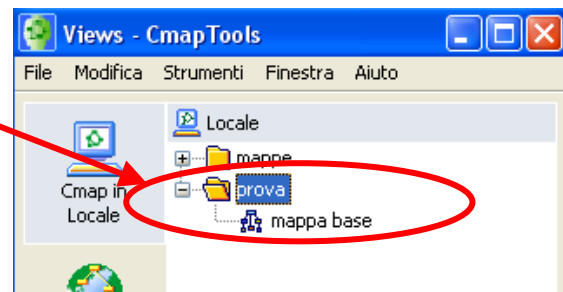 Views - CmapTools
File Modifica Strumenti Finestra Aiuto
Locale
mappe
Cmap in
Locale
prova
mappa base